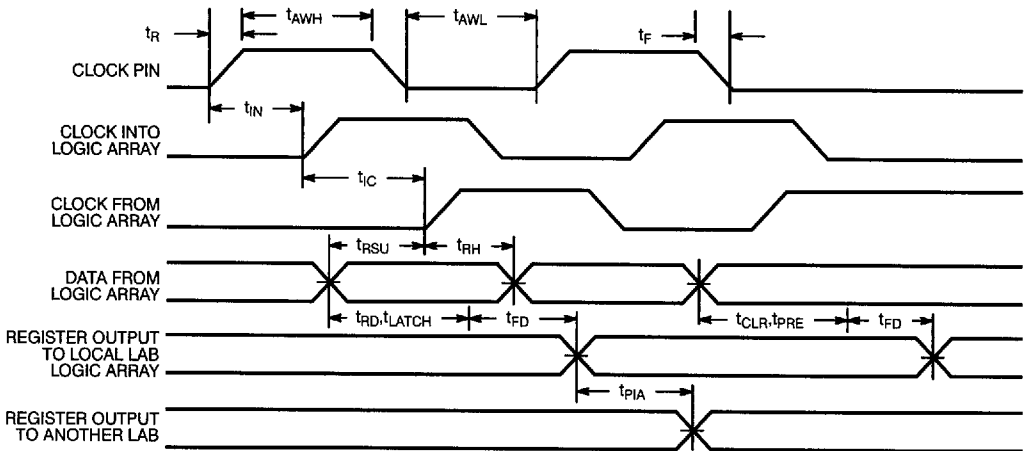 tR
tAWH
tAWL
tF
CLOCK PIN
tIN
CLOCK INTO
LOGIC ARRAY
tIC
CLOCK FROM
LOGIC ARRAY
tRSU
tRH
DATA FROM
LOGIC ARRAY
tRD,tLATCH
tFD
tCLR,tPRE
tFD
REGISTER OUTPUT
TO LOCAL LAB
LOGIC ARRAY
tPIA
REGISTER OUTPUT
TO ANOTHER LAB